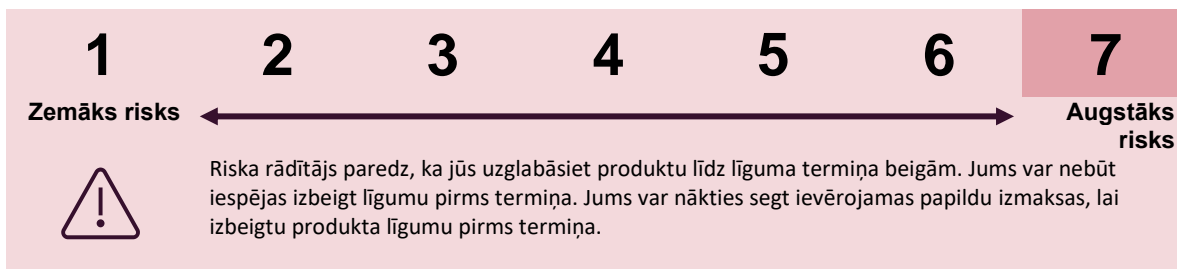 1 2 3 4 5 6 7
Zemāks risks Augstāks
risks
Riska rādītājs paredz, ka jūs uzglabāsiet produktu līdz līguma termiņa beigām. Jums var nebūt
iespējas izbeigt līgumu pirms termiņa. Jums var nākties segt ievērojamas papildu izmaksas, lai
izbeigtu produkta līgumu pirms termiņa.